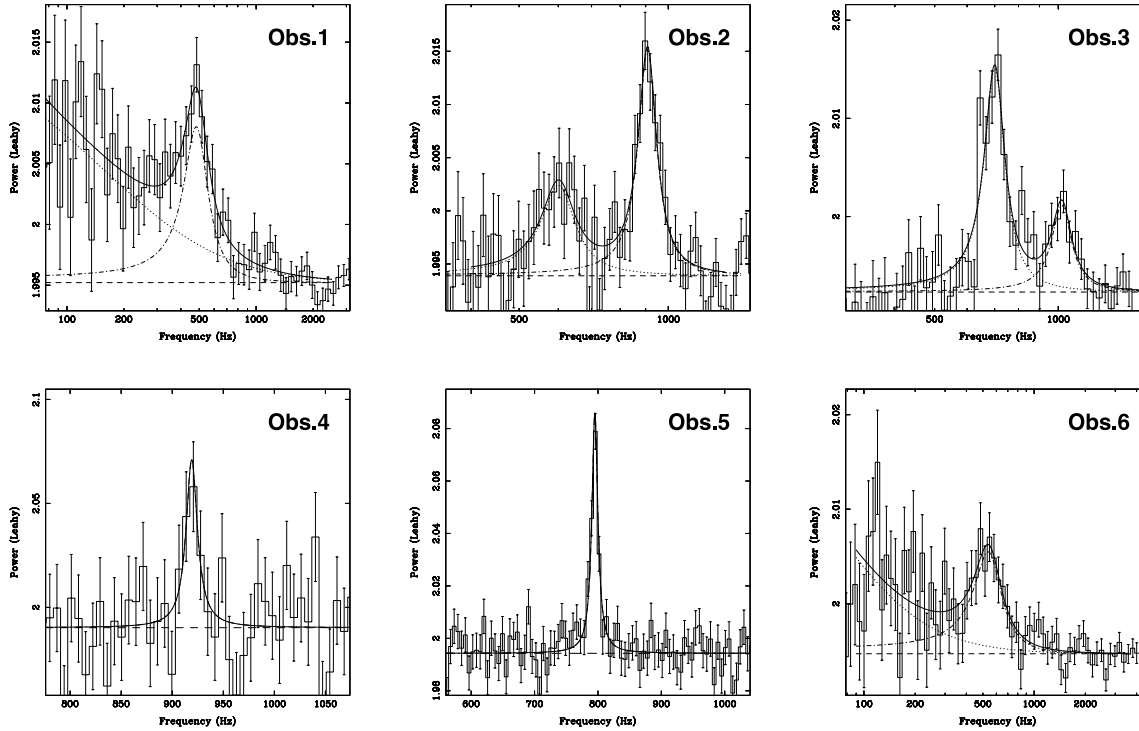 Obs.1
Power (Leahy)
2.015
2.01
2.005
2
1.995
100 200 500 1000 2000
Frequency (Hz)
Obs.2
Power (Leahy)
2.015
2.01
2.005
2
1.995
500 1000
Frequency (Hz)
Obs.3
Power (Leahy)
2.02
2.01
2
500 1000
Frequency (Hz)
Obs.4
Power (Leahy)
2.1
2.05
2
800 850 900 950 1000 1050
Frequency (Hz)
Obs.5
Power (Leahy)
2.08
2.06
2.04
2.02
2
1.98
600 700 800 900 1000
Frequency (Hz)
Obs.6
Power (Leahy)
2.02
2.01
2
100 200 500 1000 2000
Frequency (Hz)